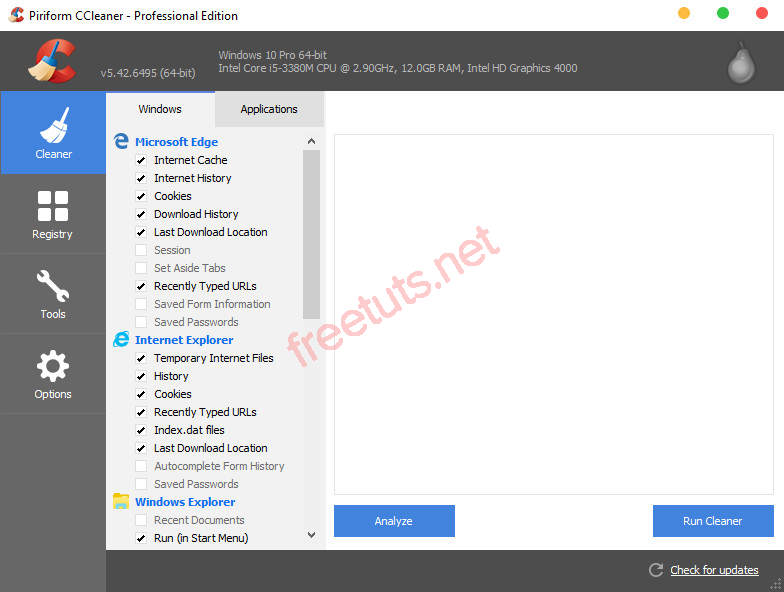 Piriform CCleaner - Professional Edition
v5.42.6495 (64-bit)
Windows 10 Pro 64-bit
Intel Core i5-3380M CPU @ 2.90GHz, 12.0GB RAM, Intel HD Graphics 4000
Cleaner
Registry
Tools
Options
Windows
Applications
Microsoft Edge
Internet Cache
Internet History
Cookies
Download History
Last Download Location
Session
Set Aside Tabs
Recently Typed URLs
Saved Form Information
Saved Passwords
Internet Explorer
Temporary Internet Files
History
Cookies
Recently Typed URLs
Index.dat files
Last Download Location
Autocomplete Form History
Saved Passwords
Windows Explorer
Recent Documents
Run (in Start Menu)
freetuts.net
Analyze
Run Cleaner
Check for updates